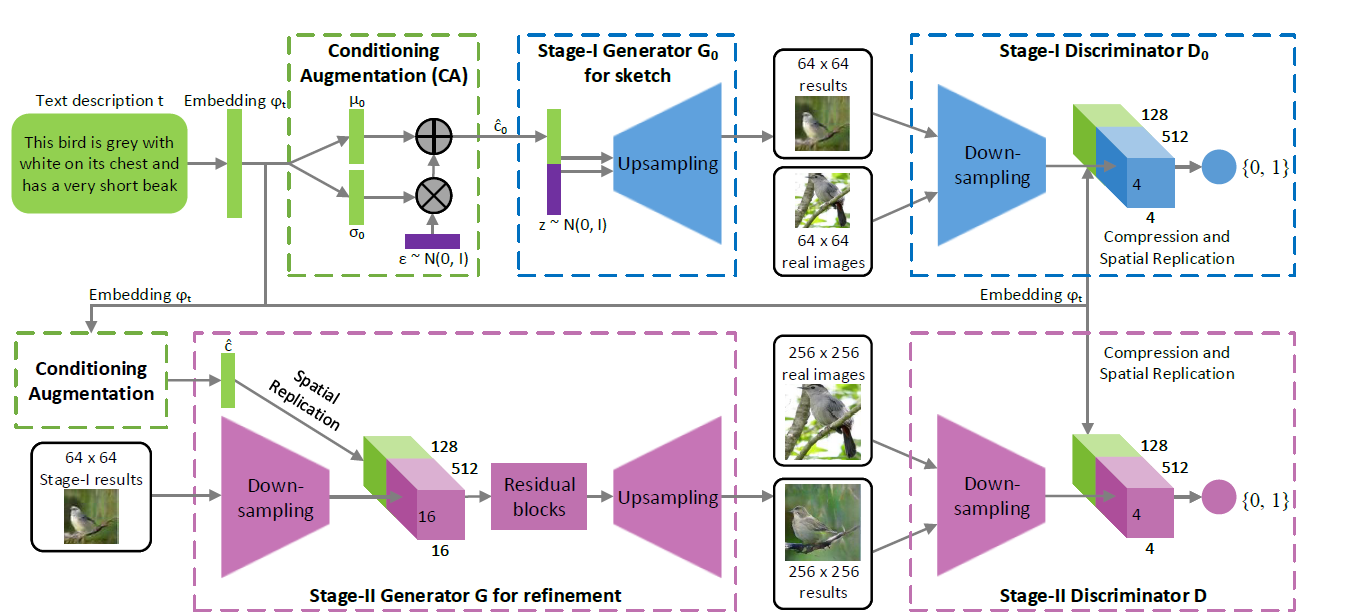 Text description t
Embedding φₜ
This bird is grey with
white on its chest and
has a very short beak
Conditioning
Augmentation (CA)
μ₀
σ₀
ε ~ N(0, I)
ĉ₀
Stage-I Generator G₀
for sketch
Upsampling
z ~ N(0, I)
64 x 64
results
64 x 64
real images
Stage-I Discriminator D₀
Down-
sampling
128
512
4
4
{0, 1}
Compression and
Spatial Replication
Embedding φₜ
Embedding φₜ
Conditioning
Augmentation
64 x 64
Stage-I results
ĉ
Spatial
Replication
Down-
sampling
128
512
16
16
Residual
blocks
Upsampling
Stage-II Generator G for refinement
256 x 256
real images
256 x 256
results
Compression and
Spatial Replication
Down-
sampling
128
512
4
4
{0, 1}
Stage-II Discriminator D